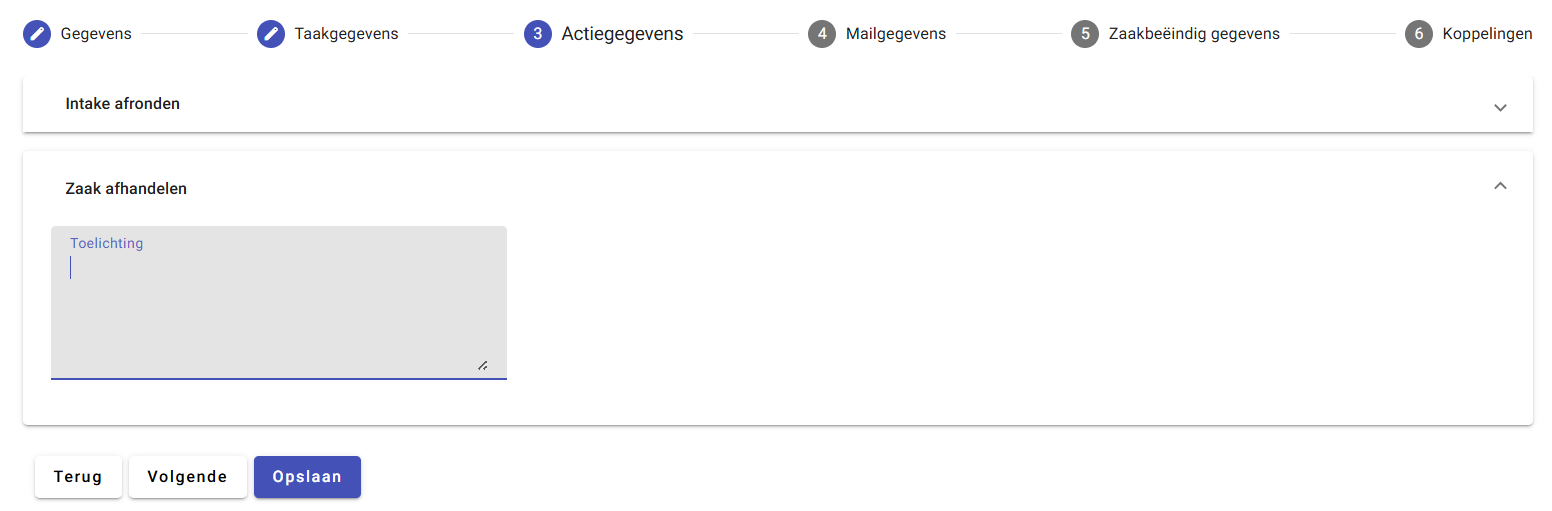 Gegevens Taakgegevens 3 Actiegegevens 4 Mailgegevens 5 Zaakbeëindig gegevens 6 Koppelingen
Intake afronden
Zaak afhandelen
Toelichting
Terug Volgende Opslaan